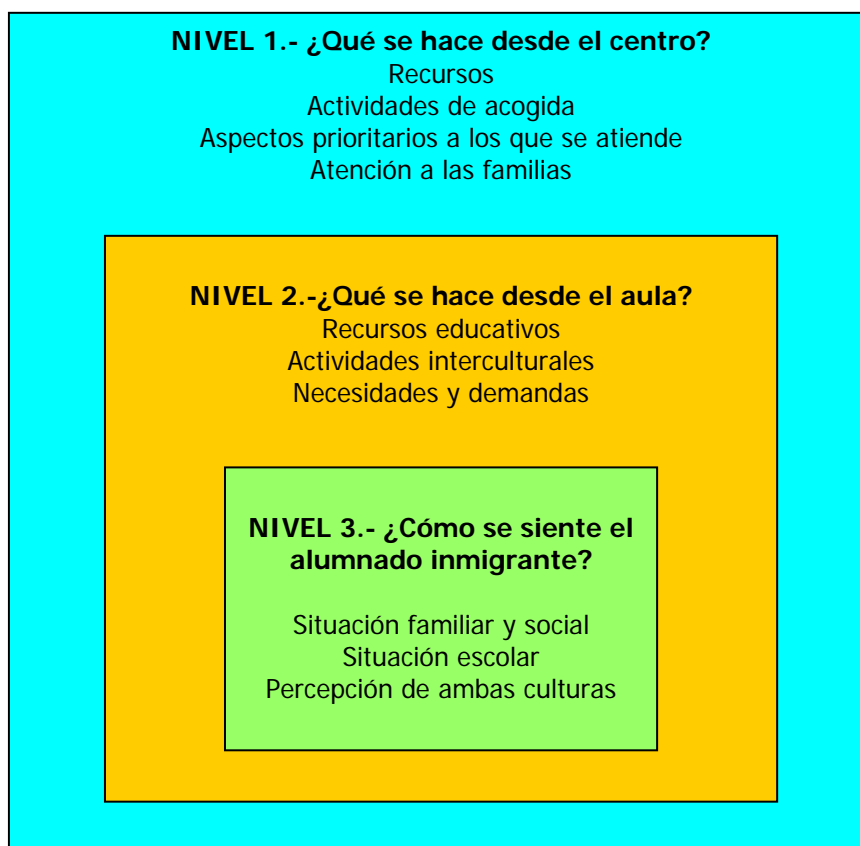 NIVEL 1.- ¿Qué se hace desde el centro?
Recursos
Actividades de acogida
Aspectos prioritarios a los que se atiende
Atención a las familias
NIVEL 2.-¿Qué se hace desde el aula?
Recursos educativos
Actividades interculturales
Necesidades y demandas
NIVEL 3.- ¿Cómo se siente el
alumnado inmigrante?
Situación familiar y social
Situación escolar
Percepción de ambas culturas